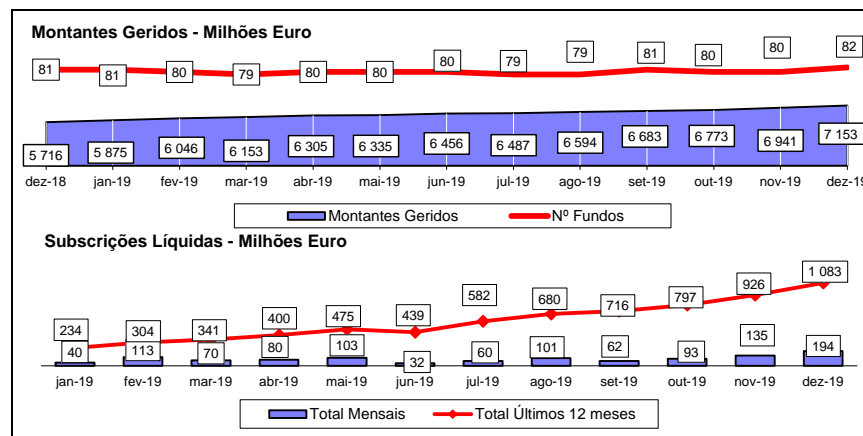 Montantes Geridos - Milhões Euro
81 81 80 79 80 80 80 79 79 81 80 80 82
5 716 5 875 6 046 6 153 6 305 6 335 6 456 6 487 6 594 6 683 6 773 6 941 7 153
dez-18 jan-19 fev-19 mar-19 abr-19 mai-19 jun-19 jul-19 ago-19 set-19 out-19 nov-19 dez-19
Montantes Geridos Nº Fundos
Subscrições Líquidas - Milhões Euro
234 304 341 400 475 439 582 680 716 797 926 1 083
40 113 70 80 103 32 60 101 62 93 135 194
jan-19 fev-19 mar-19 abr-19 mai-19 jun-19 jul-19 ago-19 set-19 out-19 nov-19 dez-19
Total Mensais Total Últimos 12 meses